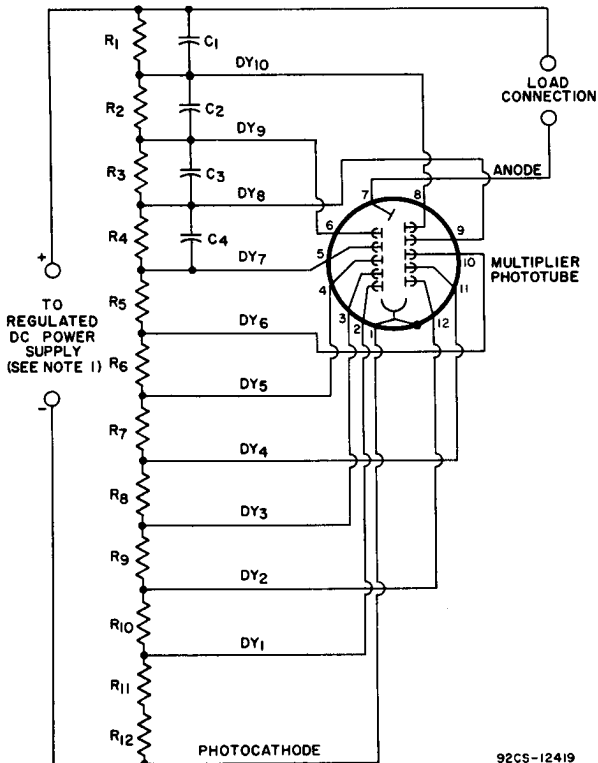 R1
C1
DY10
R2
C2
DY9
R3
C3
DY8
R4
C4
DY7
R5
DY6
R6
DY5
R7
DY4
R8
DY3
R9
DY2
R10
DY1
R11
R12
PHOTOCATHODE
+
TO
REGULATED
DC POWER
SUPPLY
(SEE NOTE 1)
-
LOAD
CONNECTION
ANODE
7
8
6
9
5
10
4
11
3
2
1
12
MULTIPLIER
PHOTOTUBE
92CS-12419